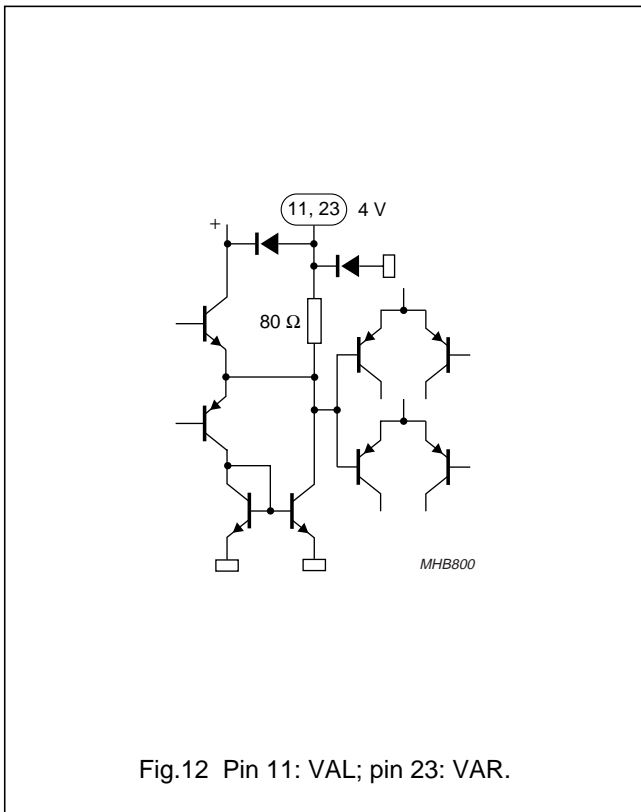 11, 23 4 V
+
80 Ω
MHB800
Fig.12 Pin 11: VAL; pin 23: VAR.